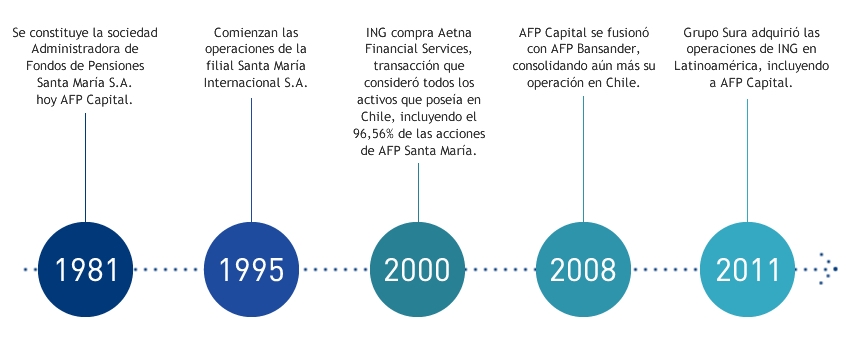 Se constituye la sociedad
Administradora de
Fondos de Pensiones
Santa María S.A.
hoy AFP Capital.
Comienzan las
operaciones de la
filial Santa María
Internacional S.A.
ING compra Aetna
Financial Services,
transacción que
consideró todos los
activos que poseía en
Chile, incluyendo el
96,56% de las acciones
de AFP Santa María.
AFP Capital se fusionó
con AFP Bansander,
consolidando aún más su
operación en Chile.
Grupo Sura adquirió las
operaciones de ING en
Latinoamérica, incluyendo
a AFP Capital.
1981
1995
2000
2008
2011